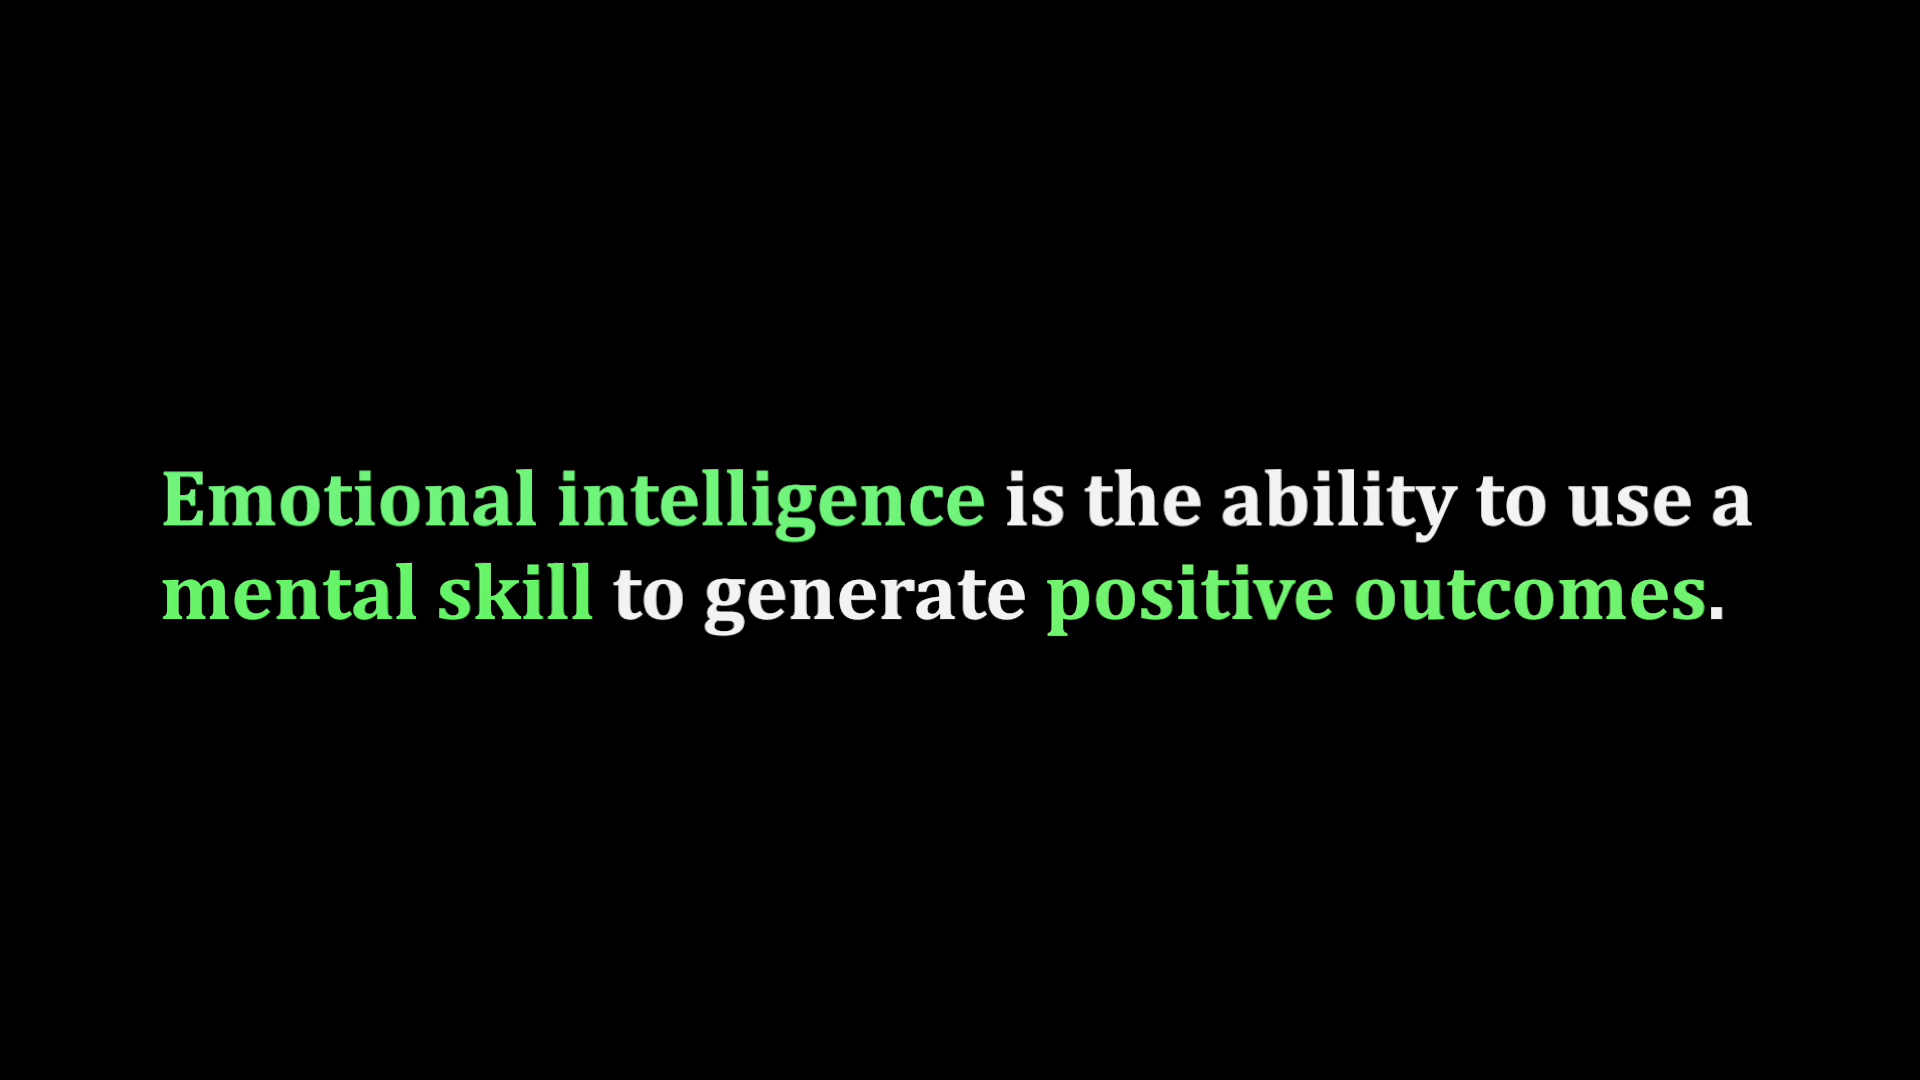 Emotional intelligence is the ability to use a
mental skill to generate positive outcomes.